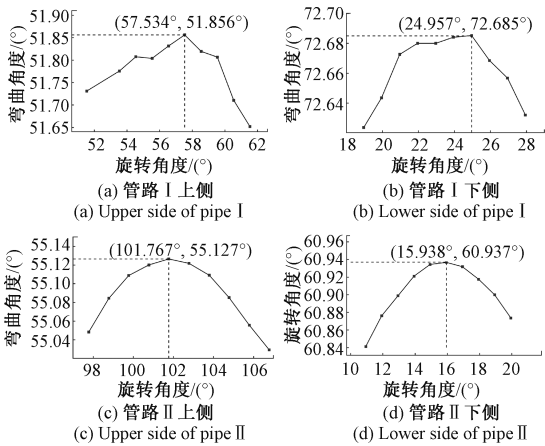 (57.534°, 51.856°)
弯曲角度/(°)
51.90
51.85
51.80
51.75
51.70
51.65
52 54 56 58 60 62
旋转角度/(°)
(a) 管路Ⅰ上侧
(a) Upper side of pipeⅠ
(24.957°, 72.685°)
弯曲角度/(°)
72.70
72.68
72.66
72.64
18 20 22 24 26 28
旋转角度/(°)
(b) 管路Ⅰ下侧
(b) Lower side of pipeⅠ
(101.767°, 55.127°)
弯曲角度/(°)
55.14
55.12
55.10
55.08
55.06
55.04
98 100 102 104 106
旋转角度/(°)
(c) 管路Ⅱ上侧
(c) Upper side of pipeⅡ
(15.938°, 60.937°)
旋转角度/(°)
60.96
60.94
60.92
60.90
60.88
60.86
60.84
10 12 14 16 18 20
旋转角度/(°)
(d) 管路Ⅱ下侧
(d) Lower side of pipeⅡ